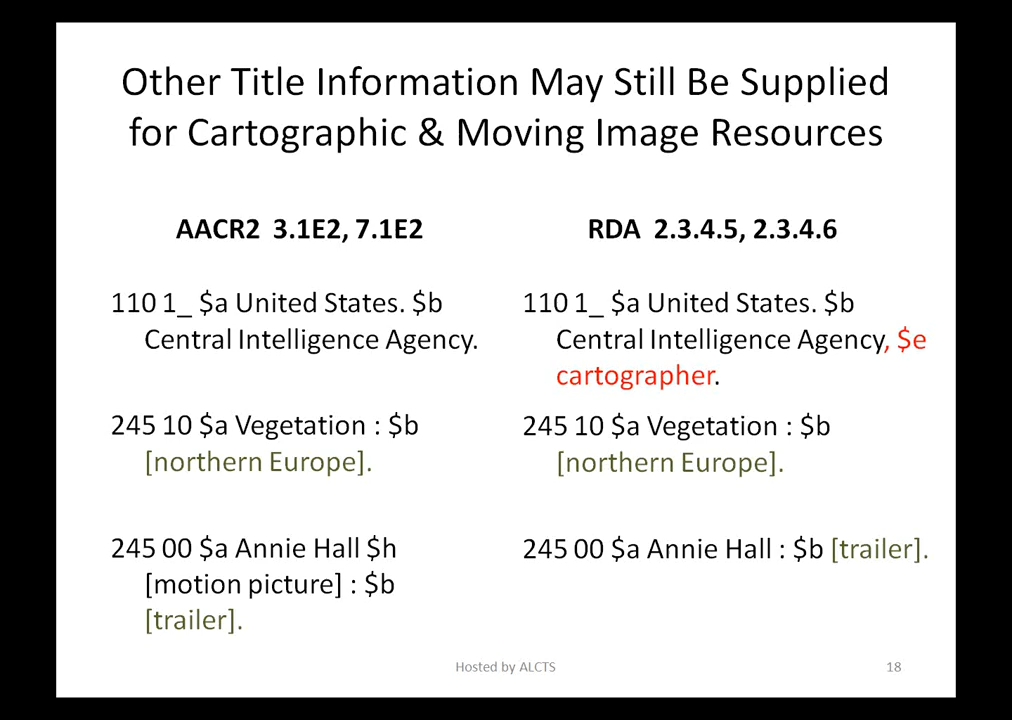 Other Title Information May Still Be Supplied
for Cartographic & Moving Image Resources
AACR2  3.1E2, 7.1E2
110 1_ $a United States. $b
Central Intelligence Agency.
245 10 $a Vegetation : $b
[northern Europe].
245 00 $a Annie Hall $h
[motion picture] : $b
[trailer].
RDA  2.3.4.5, 2.3.4.6
110 1_ $a United States. $b
Central Intelligence Agency, $e
cartographer.
245 10 $a Vegetation : $b
[northern Europe].
245 00 $a Annie Hall : $b [trailer].
Hosted by ALCTS
18